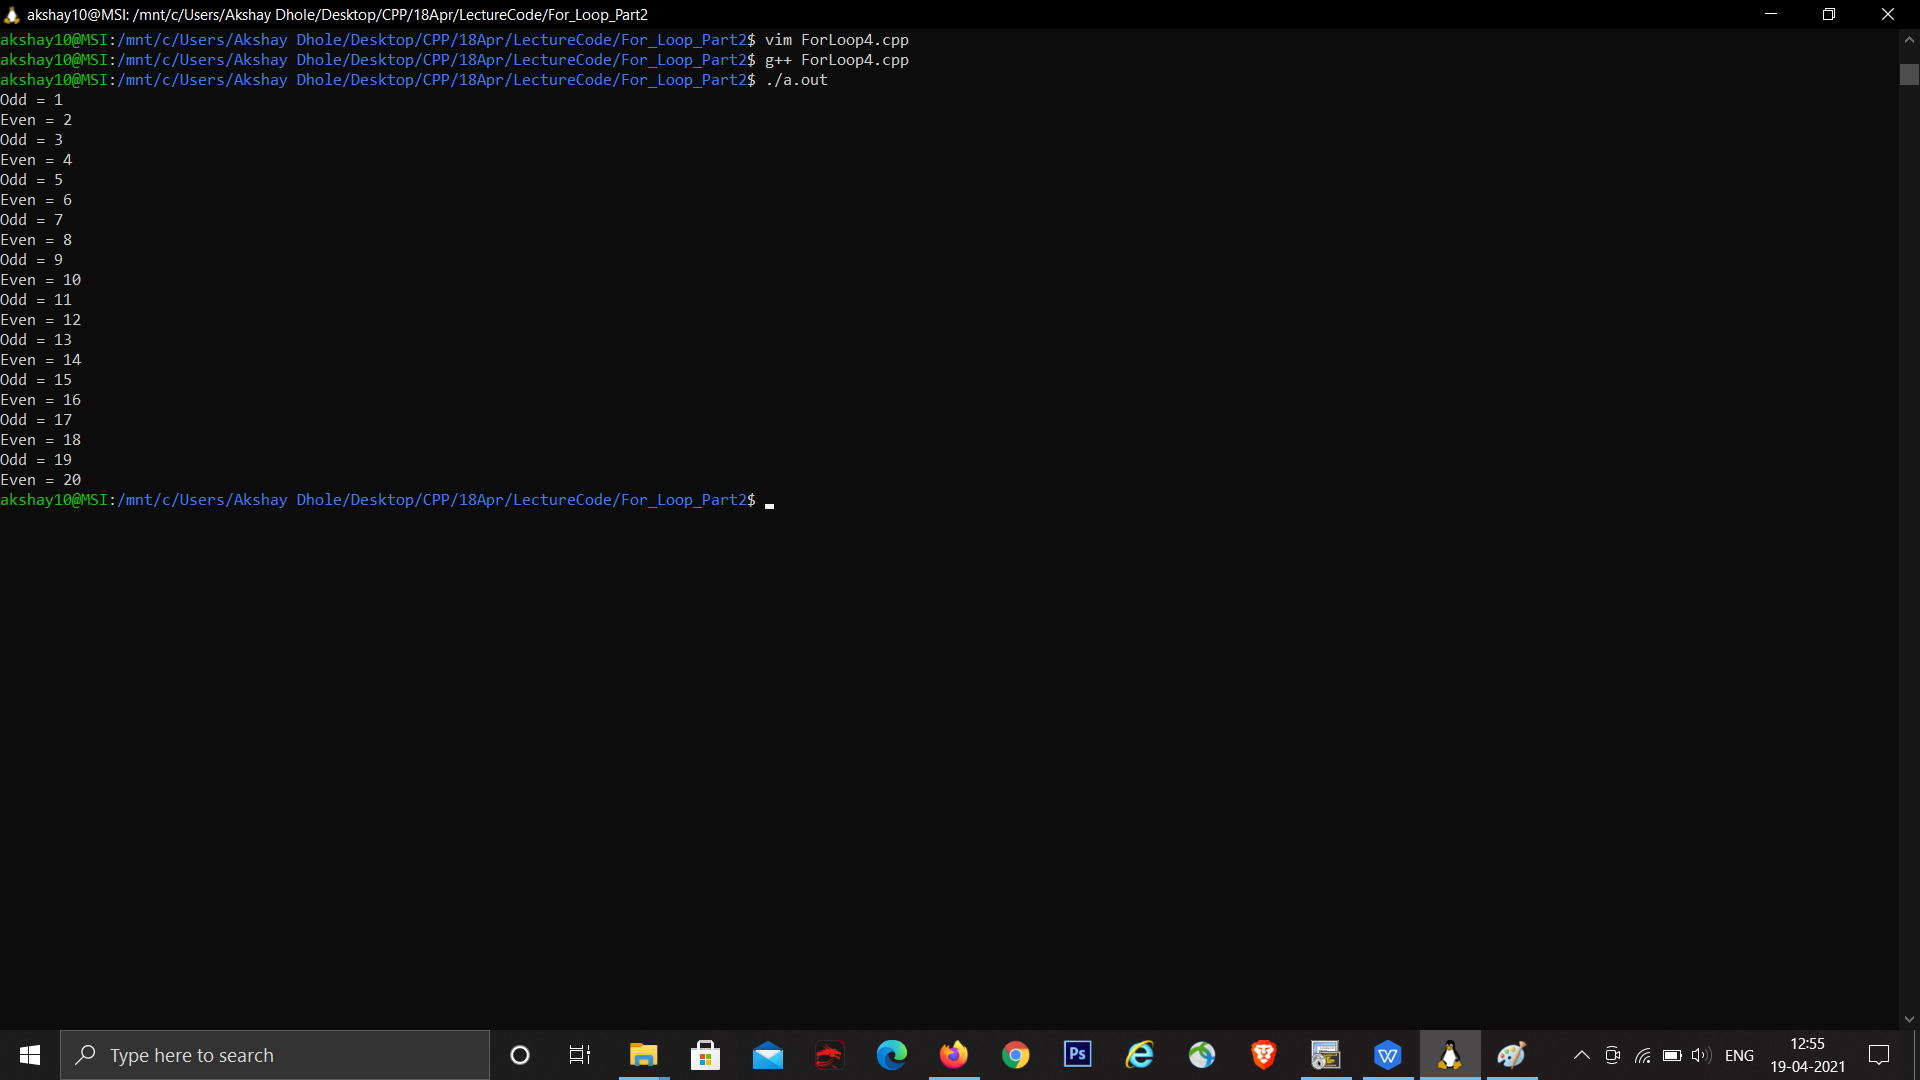 akshay10@MSI: /mnt/c/Users/Akshay Dhole/Desktop/CPP/18Apr/LectureCode/For_Loop_Part2
akshay10@MSI:/mnt/c/Users/Akshay Dhole/Desktop/CPP/18Apr/LectureCode/For_Loop_Part2$ vim ForLoop4.cpp
akshay10@MSI:/mnt/c/Users/Akshay Dhole/Desktop/CPP/18Apr/LectureCode/For_Loop_Part2$ g++ ForLoop4.cpp
akshay10@MSI:/mnt/c/Users/Akshay Dhole/Desktop/CPP/18Apr/LectureCode/For_Loop_Part2$ ./a.out
Odd = 1
Even = 2
Odd = 3
Even = 4
Odd = 5
Even = 6
Odd = 7
Even = 8
Odd = 9
Even = 10
Odd = 11
Even = 12
Odd = 13
Even = 14
Odd = 15
Even = 16
Odd = 17
Even = 18
Odd = 19
Even = 20
akshay10@MSI:/mnt/c/Users/Akshay Dhole/Desktop/CPP/18Apr/LectureCode/For_Loop_Part2$
Type here to search
Ps
W
ENG
12:55
19-04-2021